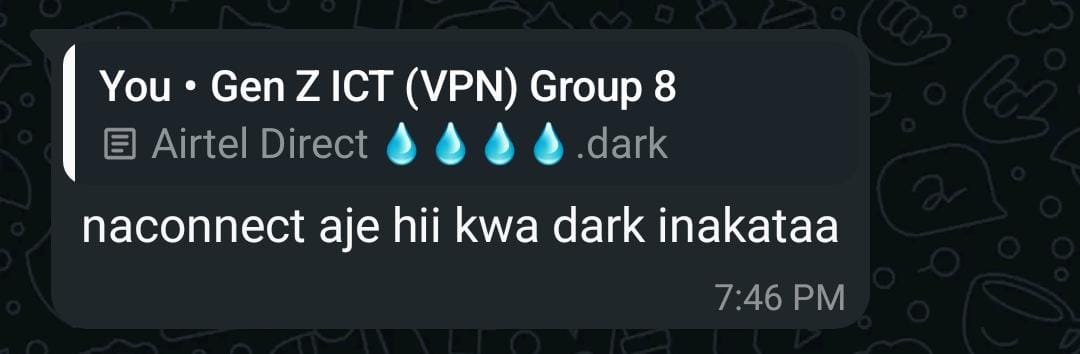 You • Gen Z ICT (VPN) Group 8
Airtel Direct 💧💧💧💧.dark
naconnect aje hii kwa dark inakataa
7:46 PM